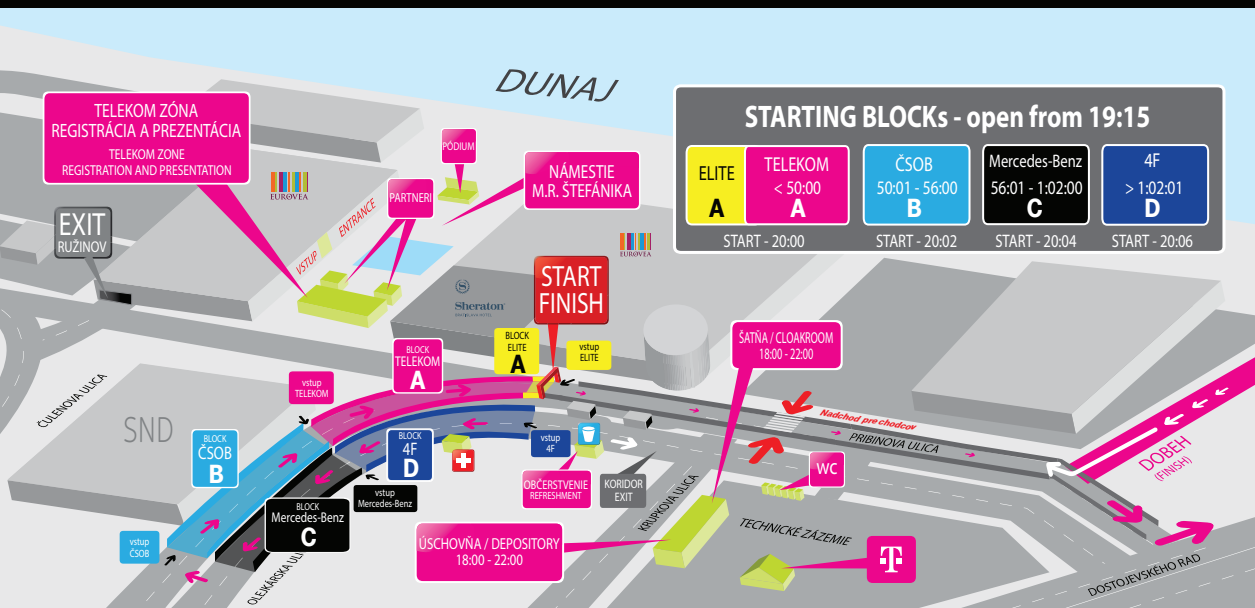 DUNAJ
TELEKOM ZÓNA
REGISTRÁCIA A PREZENTÁCIA
TELEKOM ZONE
REGISTRATION AND PRESENTATION
EUROVEA
PÓDIUM
PARTNERI
NÁMESTIE
M.R. ŠTEFÁNIKA
VSTUP
ENTRANCE
EXIT
RUŽINOV
STARTING BLOCKs - open from 19:15
ELITE
A
TELEKOM
< 50:00
A
ČSOB
50:01 - 56:00
B
Mercedes-Benz
56:01 - 1:02:00
C
4F
> 1:02:01
D
START - 20:00
START - 20:02
START - 20:04
START - 20:06
EUROVEA
S
Sheraton
START
FINISH
BLOCK
ELITE
A
vstup
ELITE
BLOCK
TELEKOM
A
vstup
TELEKOM
ŠATŇA / CLOAKROOM
18:00 - 22:00
ČULENOVA ULICA
SND
BLOCK
ČSOB
B
BLOCK
4F
D
vstup
4F
Nadchod pre chodcov
PRIBINOVA ULICA
DOBEH
(FINISH)
OBČERSTVENIE
REFRESHMENT
KORIDOR
EXIT
WC
vstup
Mercedes-Benz
BLOCK
Mercedes-Benz
C
vstup
ČSOB
KRUPKOVA ULICA
ÚSCHOVŇA / DEPOSITORY
18:00 - 22:00
TECHNICKÉ ZÁZEMIE
T
OLEJKÁRSKA
DOSTOJEVSKÉHO RAD